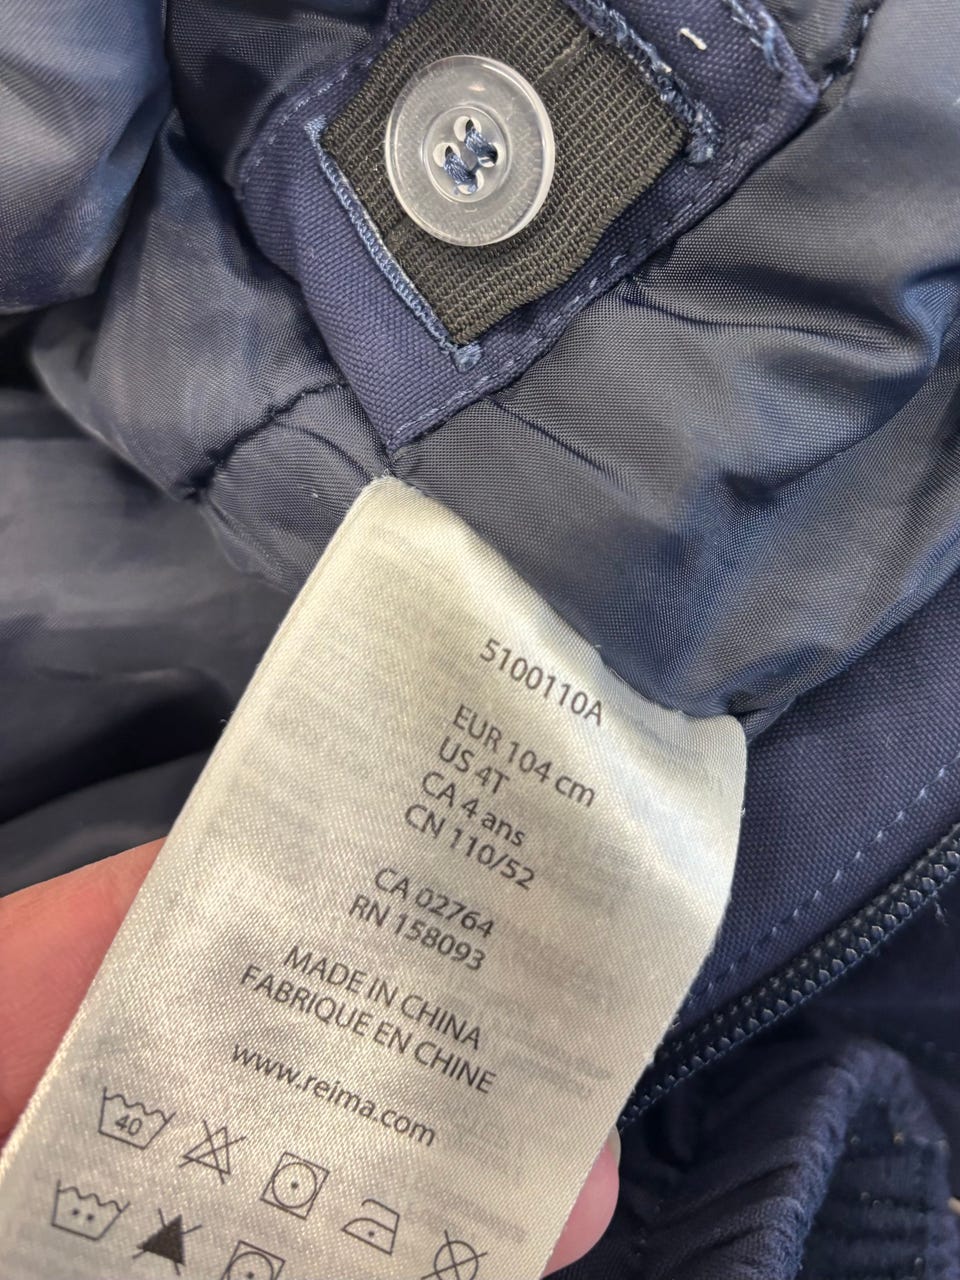 5100110A
EUR 104 cm
US 4T
CA 4 ans
CN 110/52
CA 02764
RN 158093
MADE IN CHINA
FABRIQUE EN CHINE
www.reima.com
40